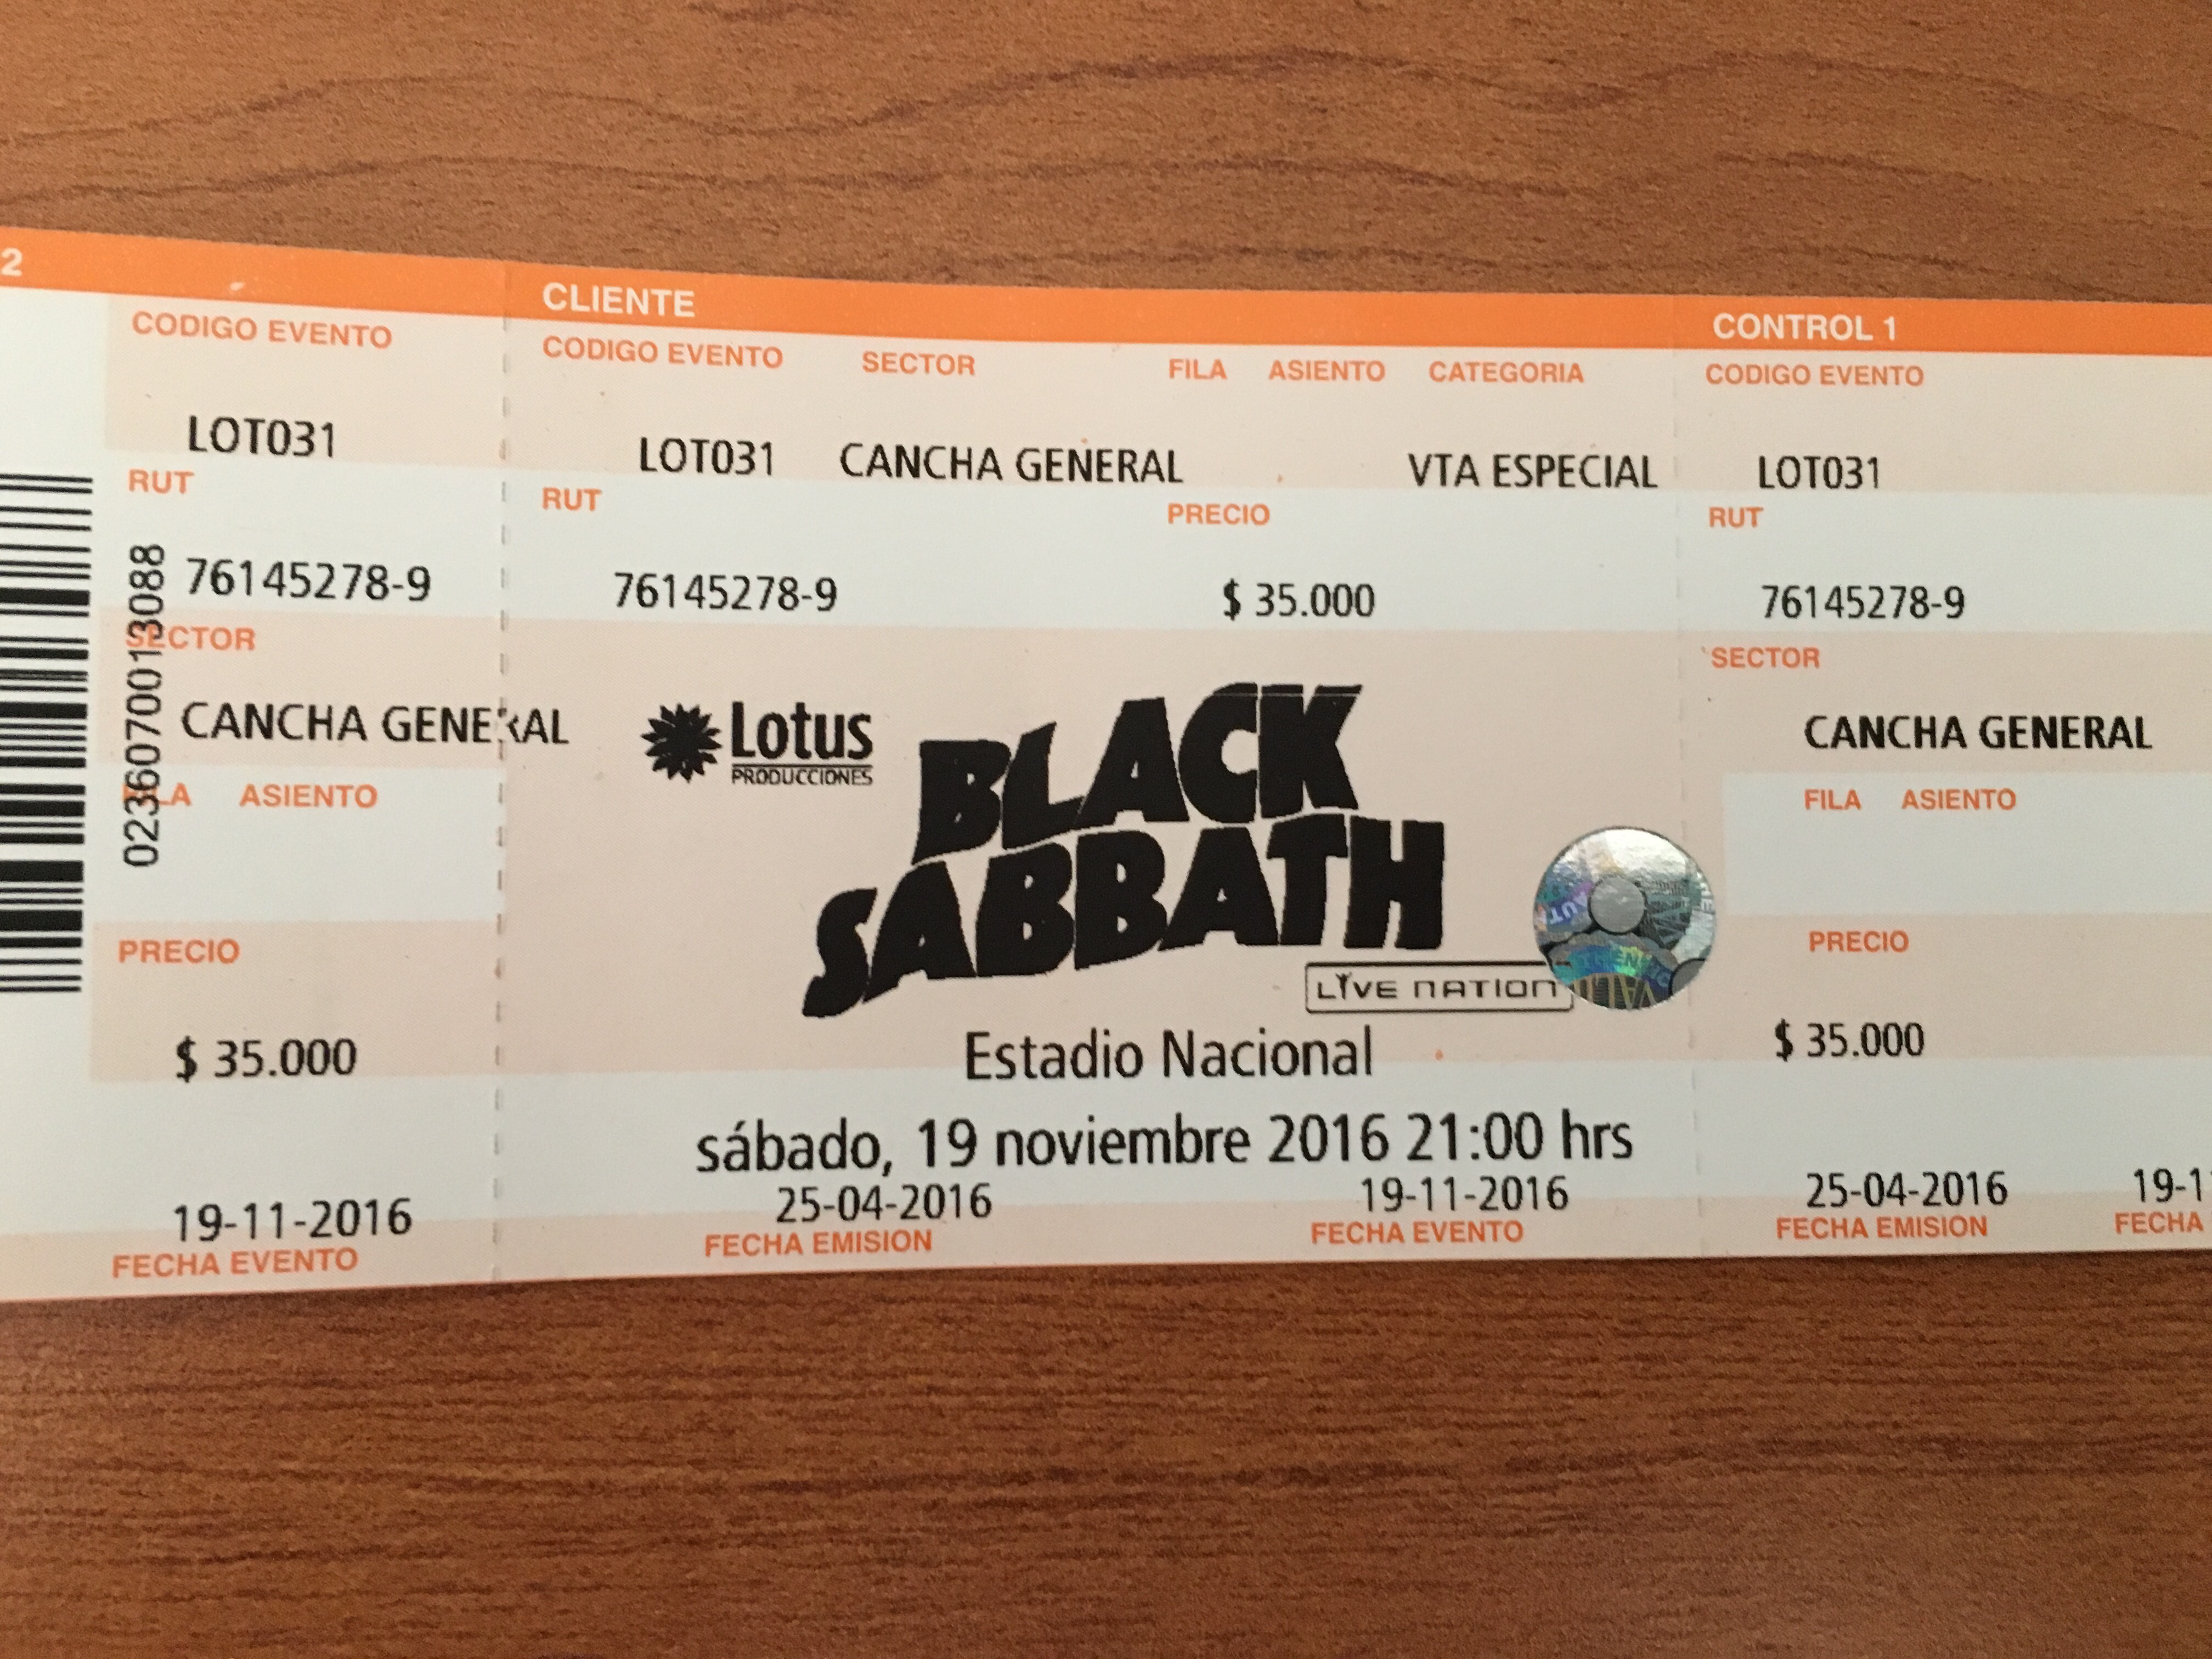 2
CODIGO EVENTO
LOT031
RUT
76145278-9
SECTOR
CANCHA GENERAL
ASIENTO
PRECIO
$ 35.000
19-11-2016
FECHA EVENTO
0236070013088
CLIENTE
CODIGO EVENTO SECTOR FILA ASIENTO CATEGORIA
LOT031 CANCHA GENERAL VTA ESPECIAL
RUT PRECIO
76145278-9 $ 35.000
Lotus
PRODUCCIONES
BLACK
SABBATH
LIVE NATION
Estadio Nacional
sábado, 19 noviembre 2016 21:00 hrs
25-04-2016 19-11-2016
FECHA EMISION FECHA EVENTO
CONTROL 1
CODIGO EVENTO
LOT031
RUT
76145278-9
SECTOR
CANCHA GENERAL
FILA ASIENTO
PRECIO
$ 35.000
25-04-2016 19-1
FECHA EMISION FECHA